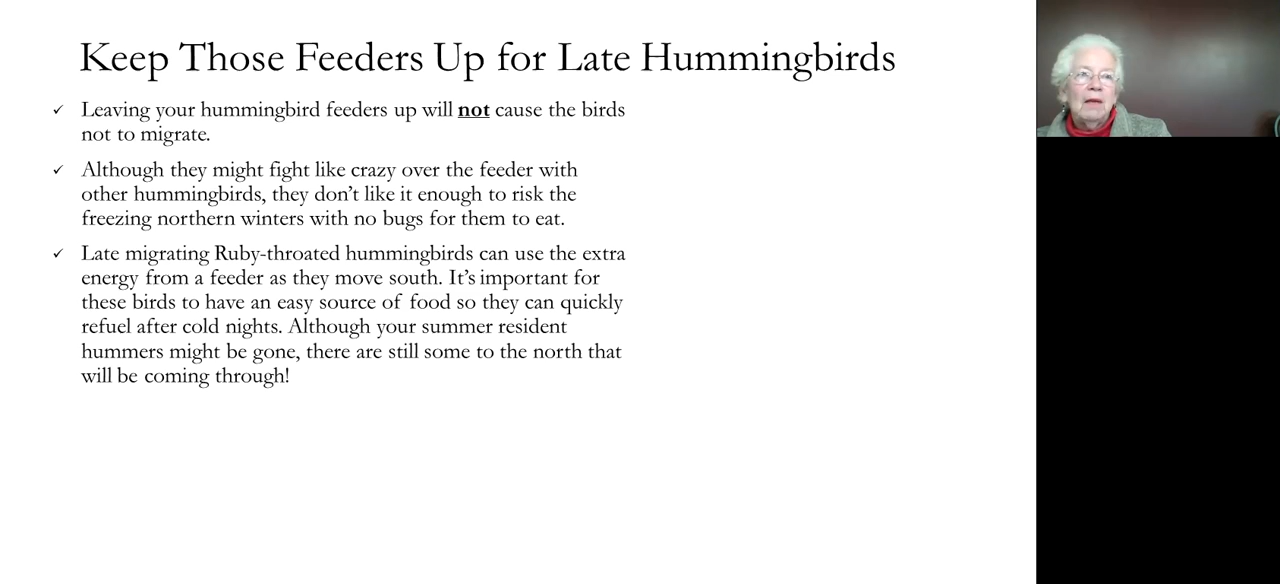 Keep Those Feeders Up for Late Hummingbirds
✓ Leaving your hummingbird feeders up will not cause the birds
not to migrate.
✓ Although they might fight like crazy over the feeder with
other hummingbirds, they don’t like it enough to risk the
freezing northern winters with no bugs for them to eat.
✓ Late migrating Ruby-throated hummingbirds can use the extra
energy from a feeder as they move south. It’s important for
these birds to have an easy source of food so they can quickly
refuel after cold nights. Although your summer resident
hummers might be gone, there are still some to the north that
will be coming through!